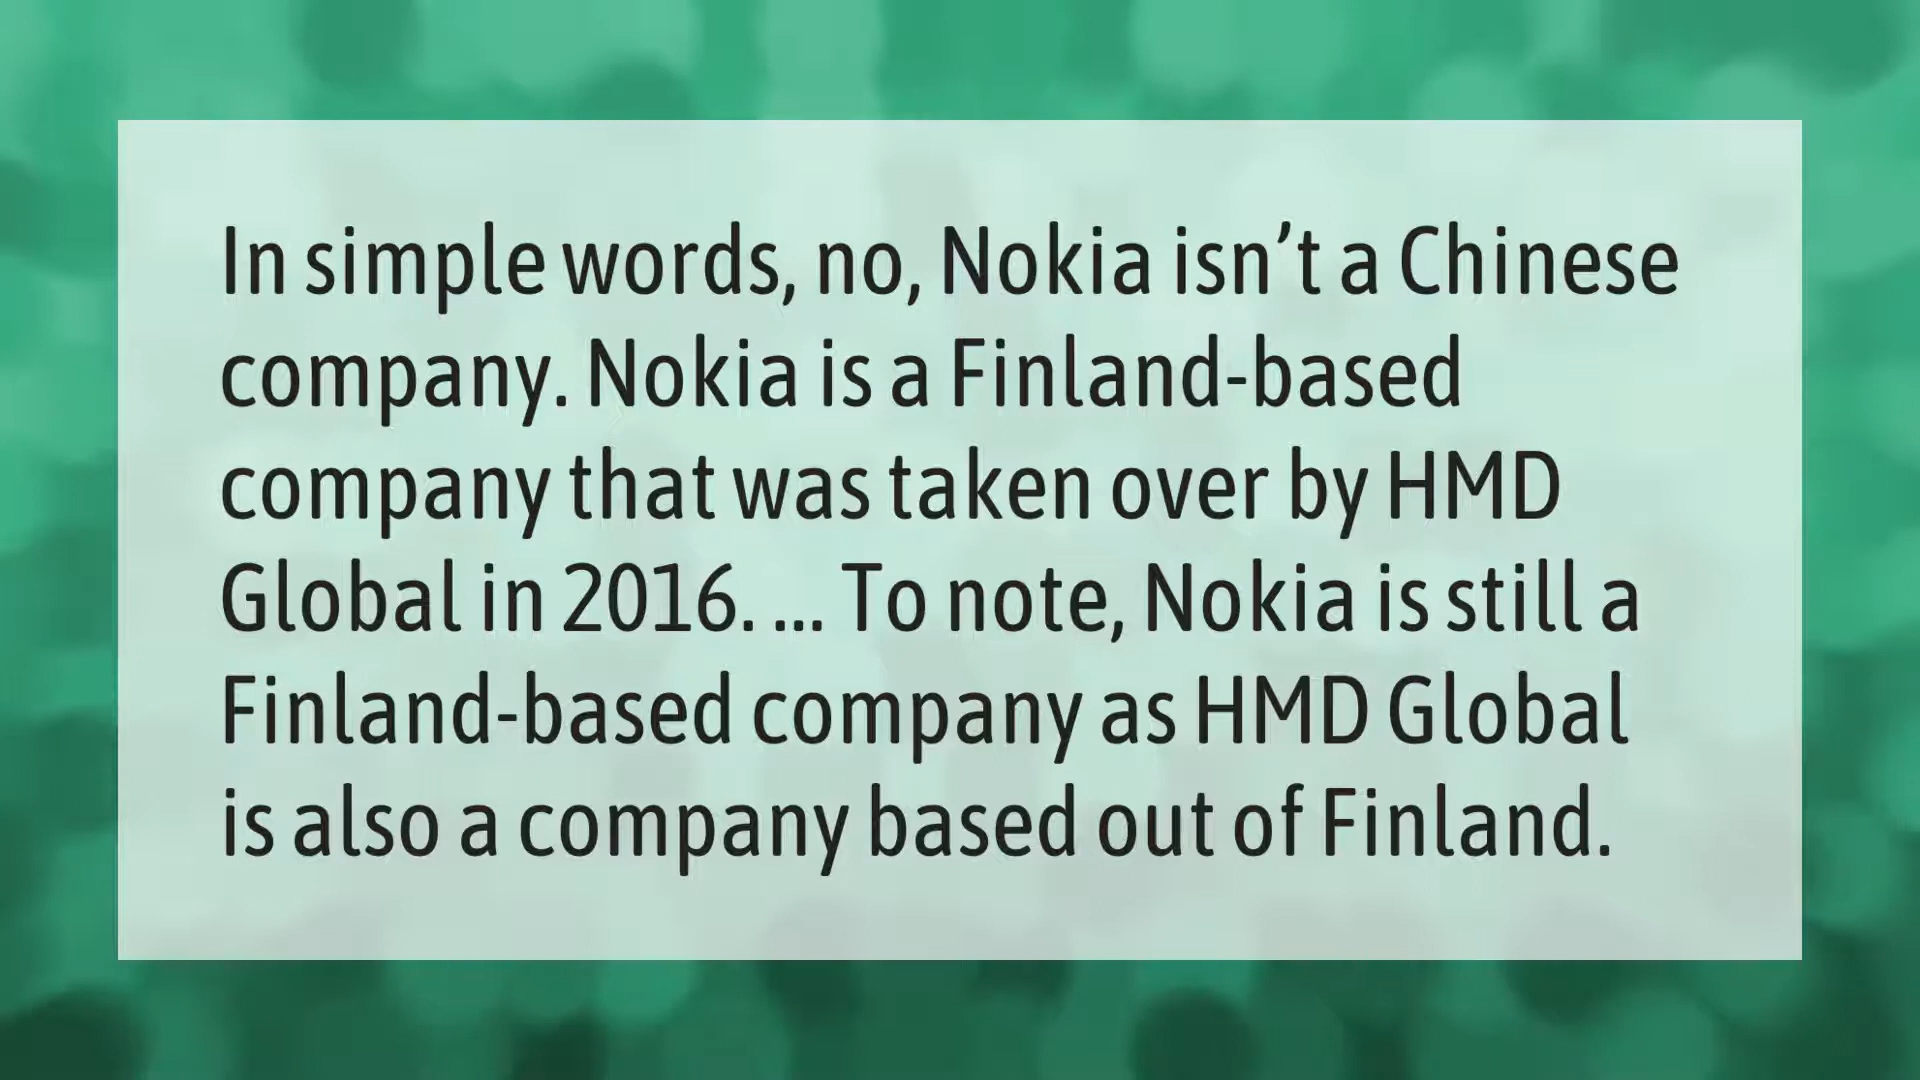 In simple words, no, Nokia isn’t a Chinese
company. Nokia is a Finland-based
company that was taken over by HMD
Global in 2016. ... To note, Nokia is still a
Finland-based company as HMD Global
is also a company based out of Finland.